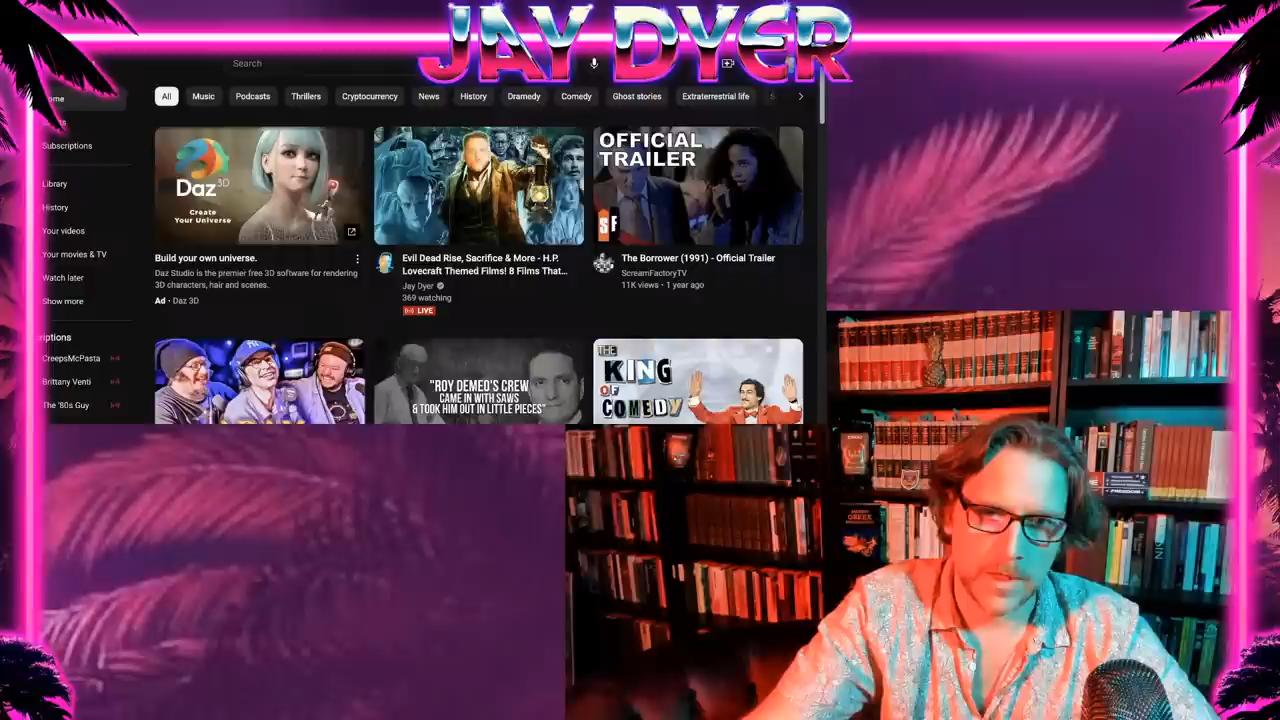 JAY DYER
Search
ome
All
Music
Podcasts
Thrillers
Cryptocurrency
News
History
Dramedy
Comedy
Ghost stories
Extraterrestrial life
Subscriptions
Library
History
Your videos
Your movies & TV
Watch later
Show more
riptions
CreepsMcPasta
Brittany Venti
The '80s Guy
Daz 3D
Create
Your Universe
Build your own universe.
Daz Studio is the premier free 3D software for rendering
3D characters, hair and scenes.
Ad · Daz 3D
Evil Dead Rise, Sacrifice & More - H.P.
Lovecraft Themed Films! 8 Films That...
Jay Dyer
369 watching
LIVE
OFFICIAL
TRAILER
SF
The Borrower (1991) - Official Trailer
ScreamFactoryTV
11K views · 1 year ago
"ROY DEMEO'S CREW
CAME IN WITH SAWS
& TOOK HIM OUT IN LITTLE PIECES"
THE
KING
OF
COMEDY